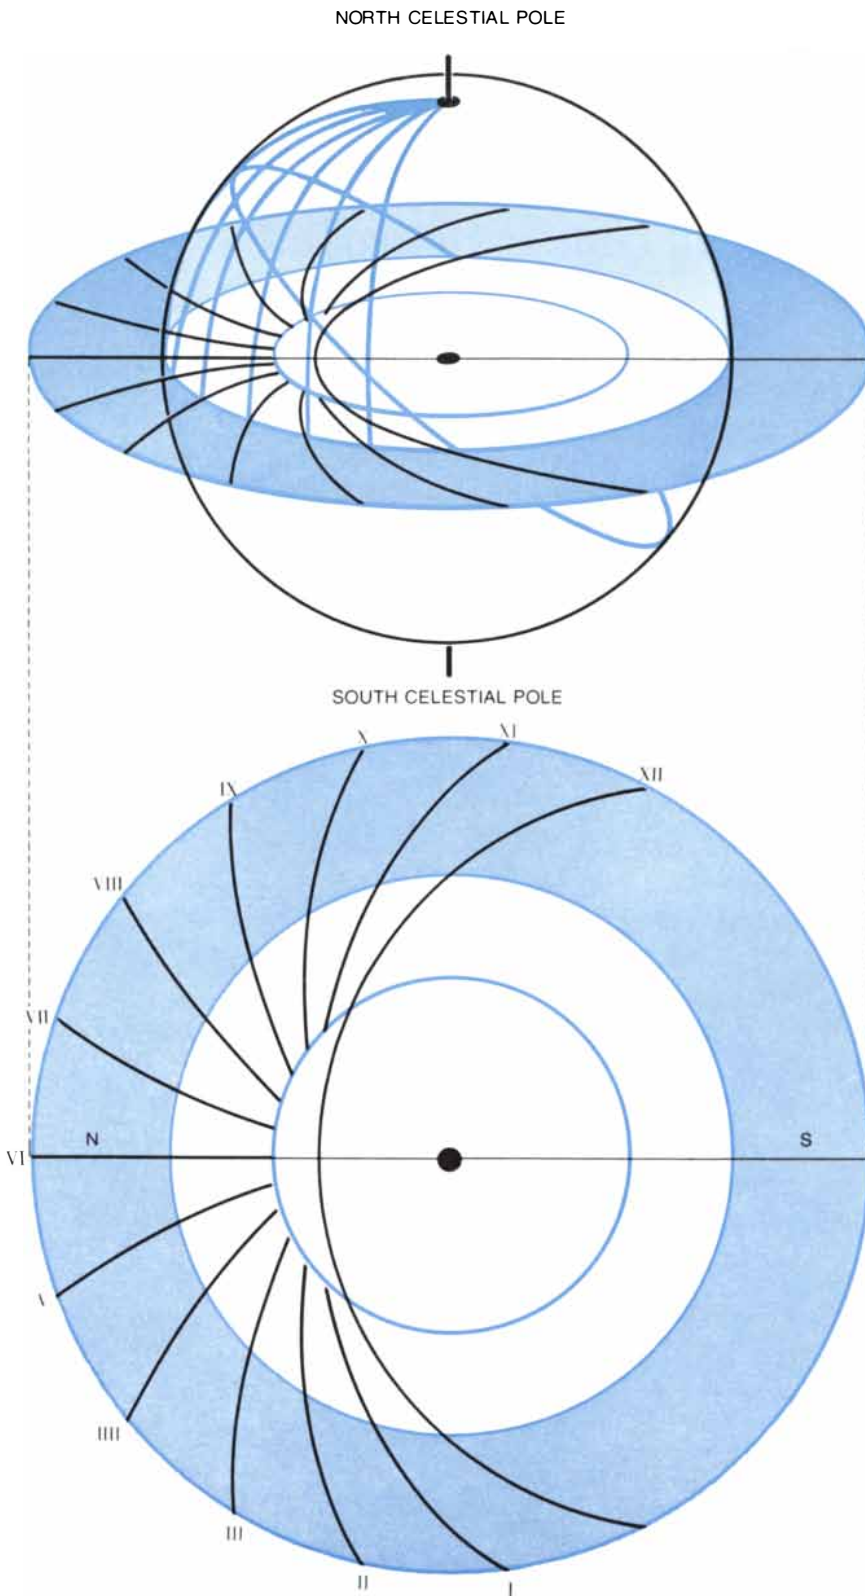 NORTH CELESTIAL POLE
SOUTH CELESTIAL POLE
X
XI
XII
IX
VIII
VII
N
S
VI
V
IIII
III
II
I